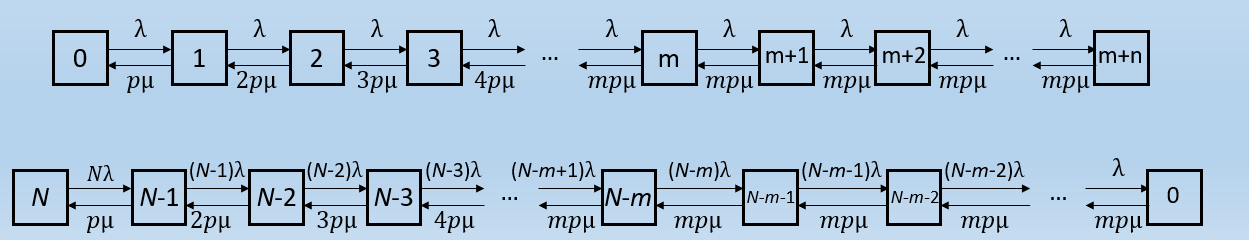 λ λ λ λ λ λ λ λ λ
0 1 2 3 ... m m+1 m+2 ... m+n
pμ 2pμ 3pμ 4pμ mpμ mpμ mpμ mpμ mpμ
Nλ (N-1)λ (N-2)λ (N-3)λ (N-m+1)λ (N-m)λ (N-m-1)λ (N-m-2)λ λ
N N-1 N-2 N-3 ... N-m N-m-1 N-m-2 ... 0
pμ 2pμ 3pμ 4pμ mpμ mpμ mpμ mpμ mpμ